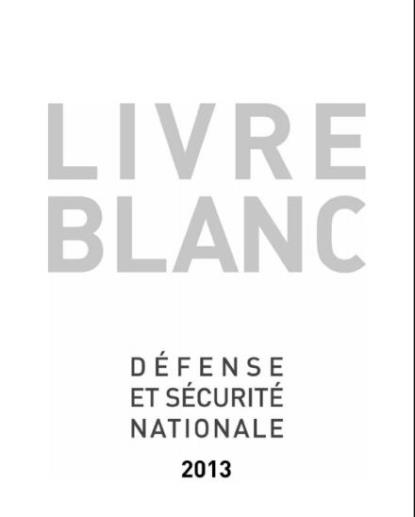 LIVRE
BLANC
DÉFENSE
ET SÉCURITÉ
NATIONALE
2013